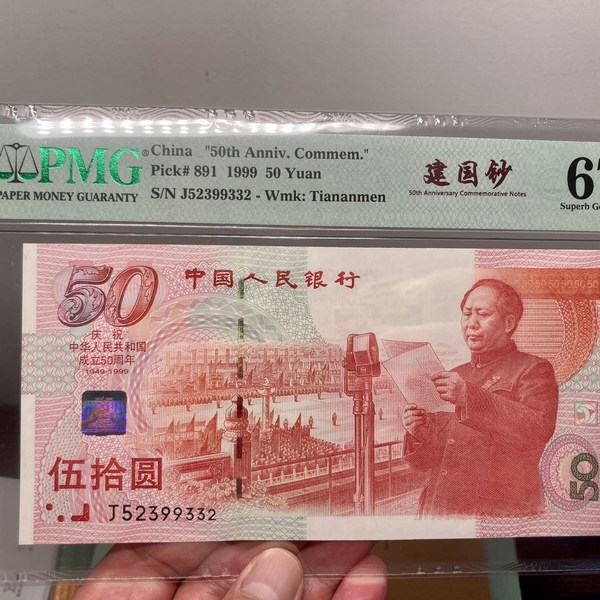 PMG®
PAPER MONEY GUARANTY
China "50th Anniv. Commem."
Pick# 891 1999 50 Yuan
S/N J52399332 - Wmk: Tiananmen
建国钞
50th Anniversary Commemorative Notes
67
Superb
50
中国人民银行
庆祝
中华人民共和国
成立50周年
1949-1999
伍拾圆
J52399332
50